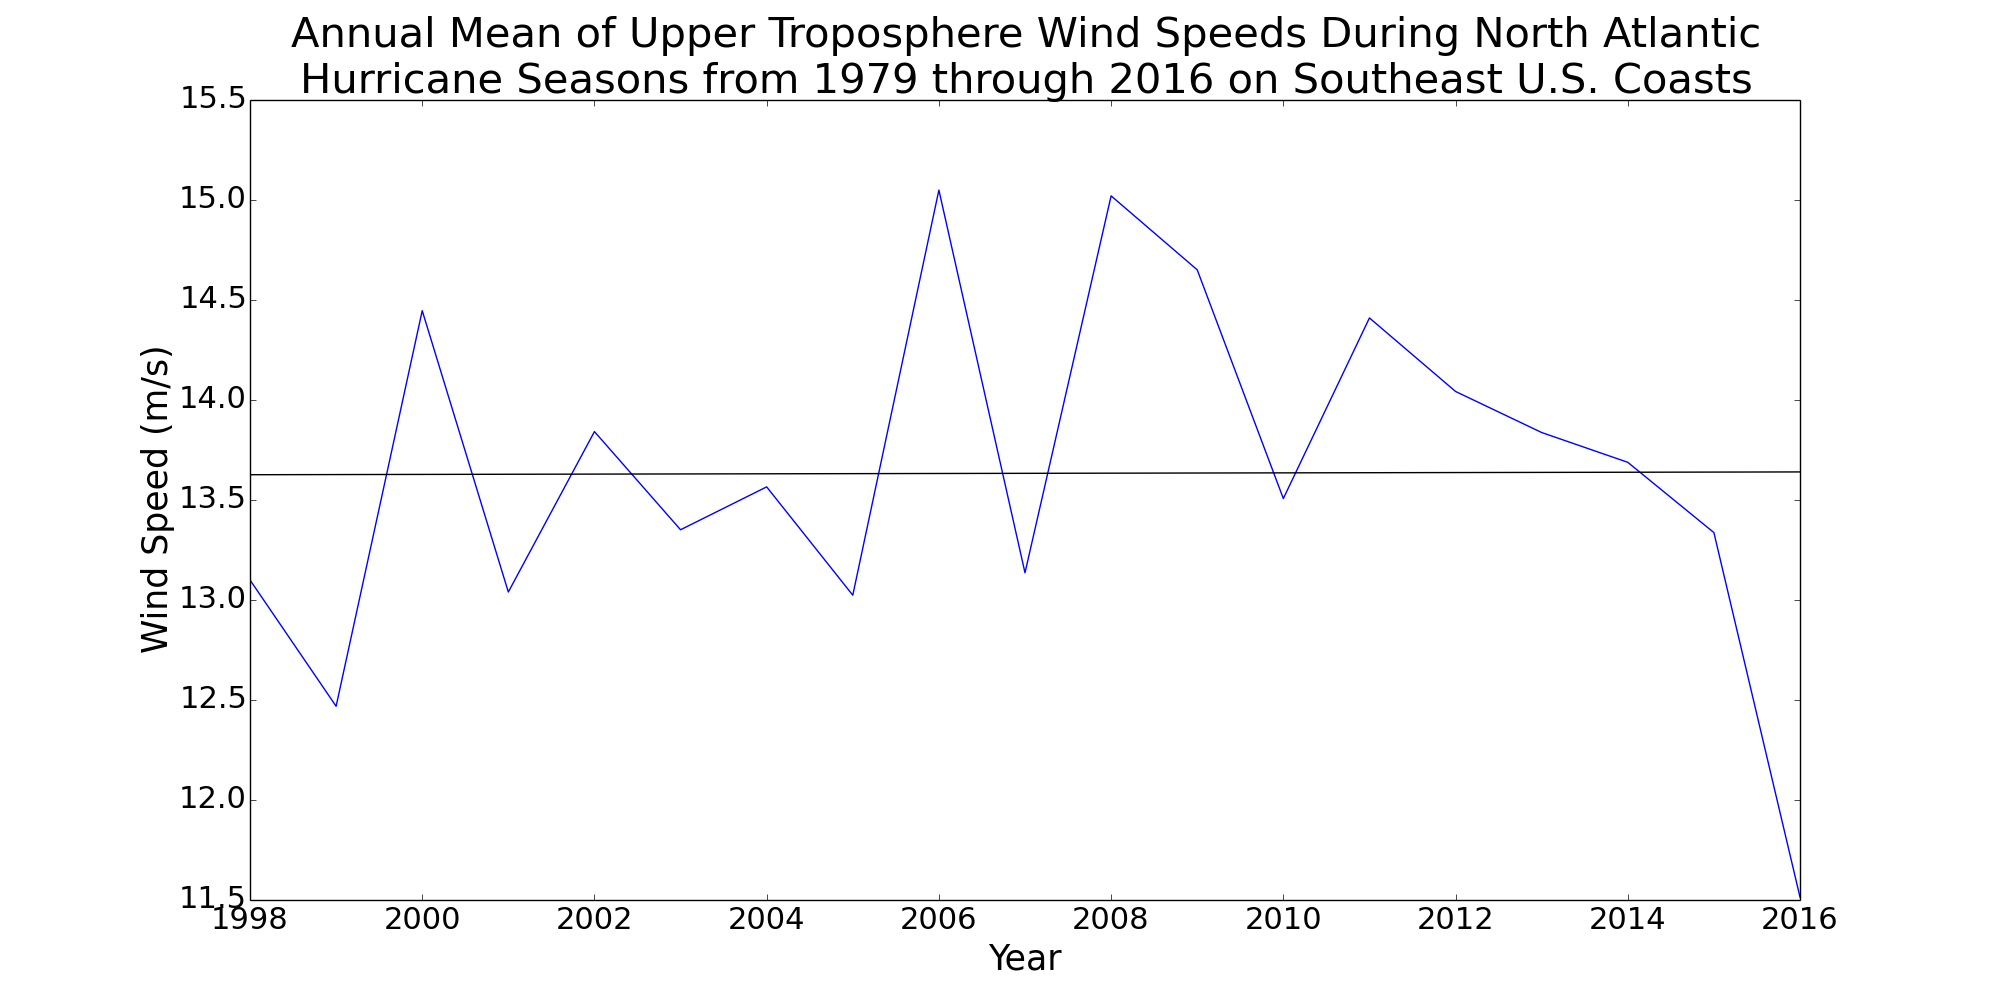 Annual Mean of Upper Troposphere Wind Speeds During North Atlantic
Hurricane Seasons from 1979 through 2016 on Southeast U.S. Coasts
15.5
15.0
14.5
14.0
13.5
13.0
12.5
12.0
11.5
Wind Speed (m/s)
1998 2000 2002 2004 2006 2008 2010 2012 2014 2016
Year